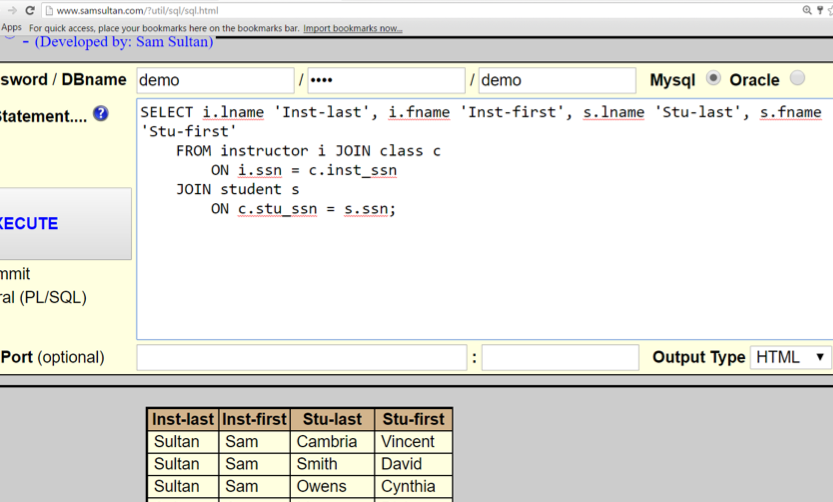 www.samsultan.com/?util/sql/sql.html
Apps For quick access, place your bookmarks here on the bookmarks bar. Import bookmarks now...
- (Developed by: Sam Sultan)
sword / DBname demo / •••• / demo Mysql Oracle
tatement.... ?
SELECT i.lname 'Inst-last', i.fname 'Inst-first', s.lname 'Stu-last', s.fname
'Stu-first'
FROM instructor i JOIN class c
ON i.ssn = c.inst_ssn
JOIN student s
ON c.stu_ssn = s.ssn;
ECUTE
mmit
ral (PL/SQL)
Port (optional) : Output Type HTML
Inst-last Inst-first Stu-last Stu-first
Sultan Sam Cambria Vincent
Sultan Sam Smith David
Sultan Sam Owens Cynthia